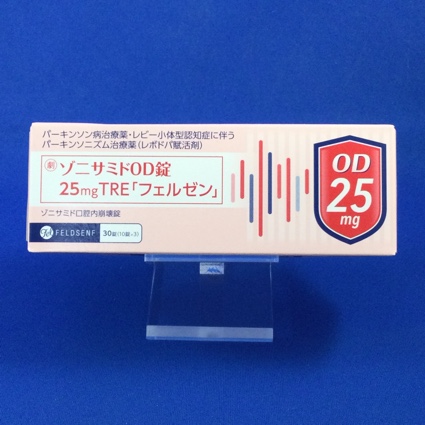 パーキンソン病治療薬・レビー小体型認知症に伴う
パーキンソニズム治療薬(レボドパ賦活剤)
劇 ゾニサミドOD錠
25mgTRE「フェルゼン」
ゾニサミド口腔内崩壊錠
FELDSENF 30錠(10錠×3)
OD
25
mg